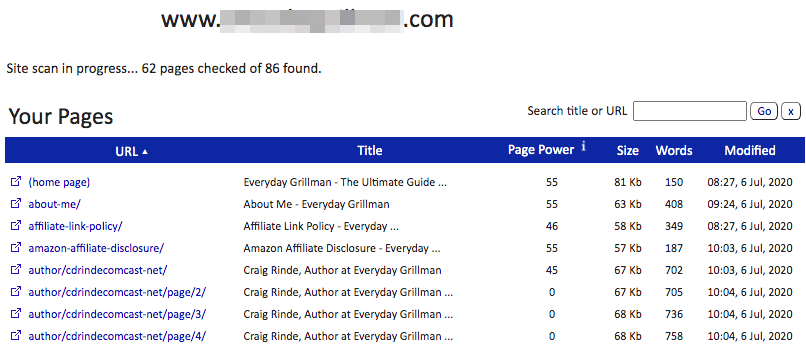 www. .com
Site scan in progress... 62 pages checked of 86 found.
Your Pages
Search title or URL Go x
URL ▲ Title Page Power i Size Words Modified
(home page) Everyday Grillman - The Ultimate Guide ... 55 81 Kb 150 08:27, 6 Jul, 2020
about-me/ About Me - Everyday Grillman 55 63 Kb 408 09:24, 6 Jul, 2020
affiliate-link-policy/ Affiliate Link Policy - Everyday ... 46 58 Kb 349 08:27, 6 Jul, 2020
amazon-affiliate-disclosure/ Amazon Affiliate Disclosure - Everyday ... 55 57 Kb 187 10:03, 6 Jul, 2020
author/cdrindecomcast-net/ Craig Rinde, Author at Everyday Grillman 45 67 Kb 702 10:03, 6 Jul, 2020
author/cdrindecomcast-net/page/2/ Craig Rinde, Author at Everyday Grillman ... 0 67 Kb 705 10:04, 6 Jul, 2020
author/cdrindecomcast-net/page/3/ Craig Rinde, Author at Everyday Grillman ... 0 68 Kb 736 10:04, 6 Jul, 2020
author/cdrindecomcast-net/page/4/ Craig Rinde, Author at Everyday Grillman ... 0 68 Kb 758 10:04, 6 Jul, 2020